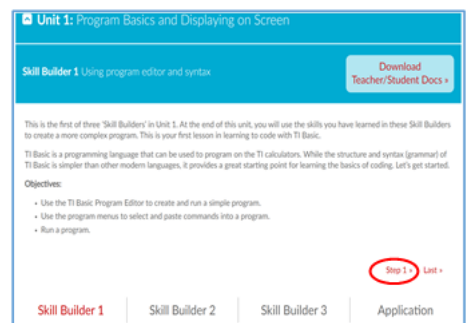 Unit 1: Program Basics and Displaying on Screen
Skill Builder 1 Using program editor and syntax
Download
Teacher/Student Docs »
This is the first of three 'Skill Builders' in Unit 1. At the end of this unit, you will use the skills you have learned in these Skill Builders
to create a more complex program. This is your first lesson in learning to code with TI Basic.
TI Basic is a programming language that can be used to program on the TI calculators. While the structure and syntax (grammar) of
TI Basic is simpler than other modern languages, it provides a great starting point for learning the basics of coding. Let's get started.
Objectives:
• Use the TI Basic Program Editor to create and run a simple program.
• Use the program menus to select and paste commands into a program.
• Run a program.
Step 1 » Last »
Skill Builder 1 Skill Builder 2 Skill Builder 3 Application